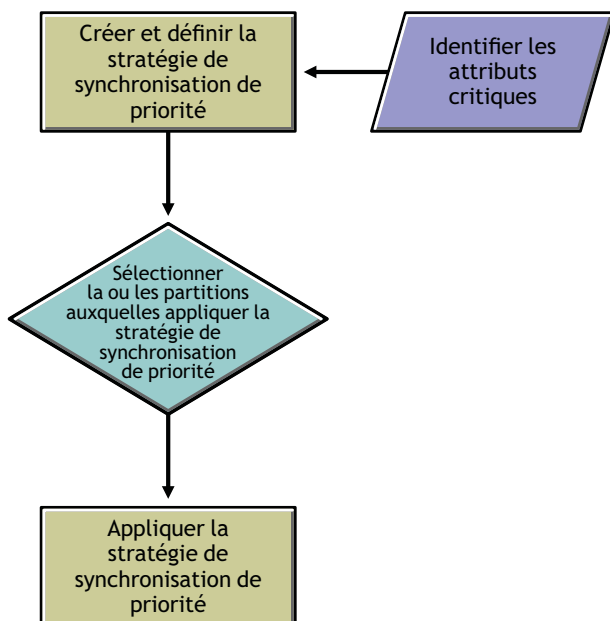 Créer et définir la
stratégie de
synchronisation de
priorité
Identifier les
attributs
critiques
Sélectionner
la ou les partitions
auxquelles appliquer la
stratégie de
synchronisation
de priorité
Appliquer la
stratégie de
synchronisation de
priorité